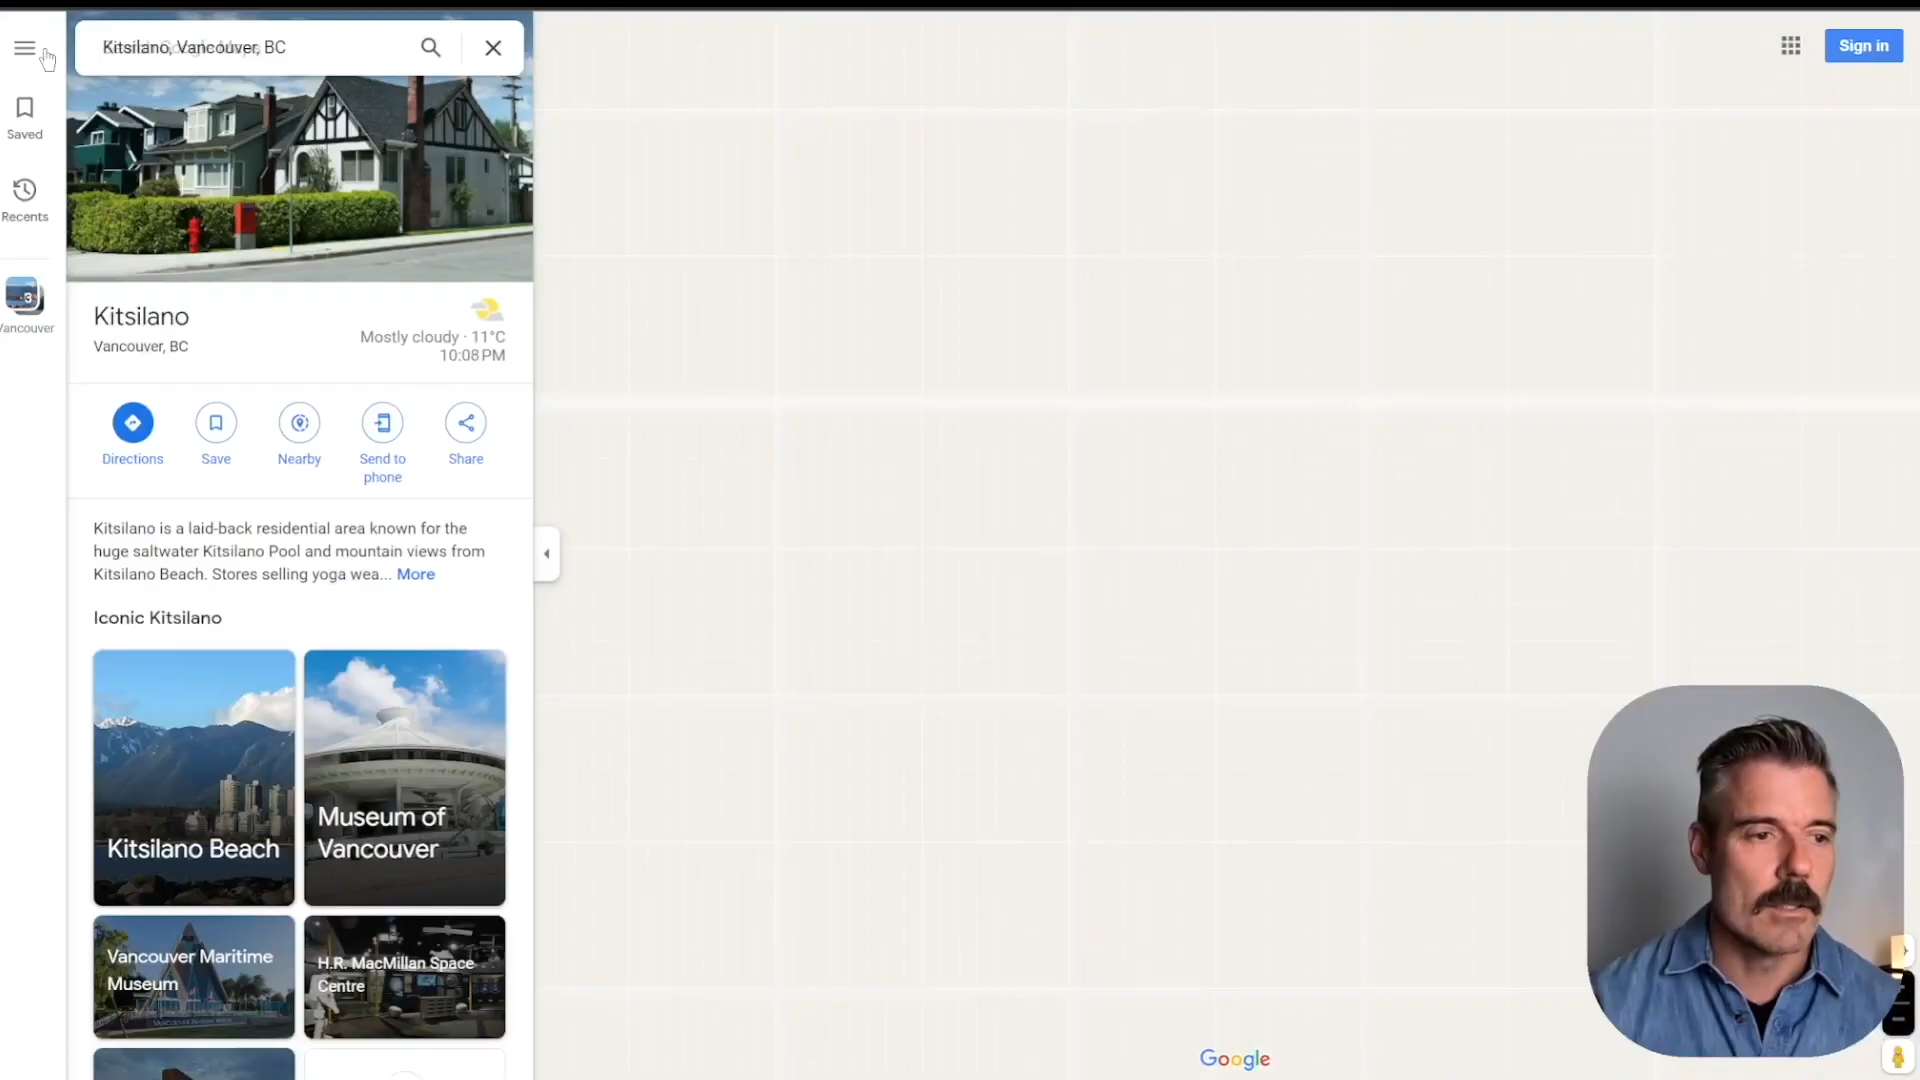 Kitsilano, Vancouver, BC
Sign in
Saved
Recents
3
Vancouver
Kitsilano
Vancouver, BC
Mostly cloudy · 11°C
10:08 PM
Directions
Save
Nearby
Send to
phone
Share
Kitsilano is a laid-back residential area known for the
huge saltwater Kitsilano Pool and mountain views from
Kitsilano Beach. Stores selling yoga wea... More
Iconic Kitsilano
Kitsilano Beach
Museum of
Vancouver
Vancouver Maritime
Museum
H.R. MacMillan Space
Centre
Google